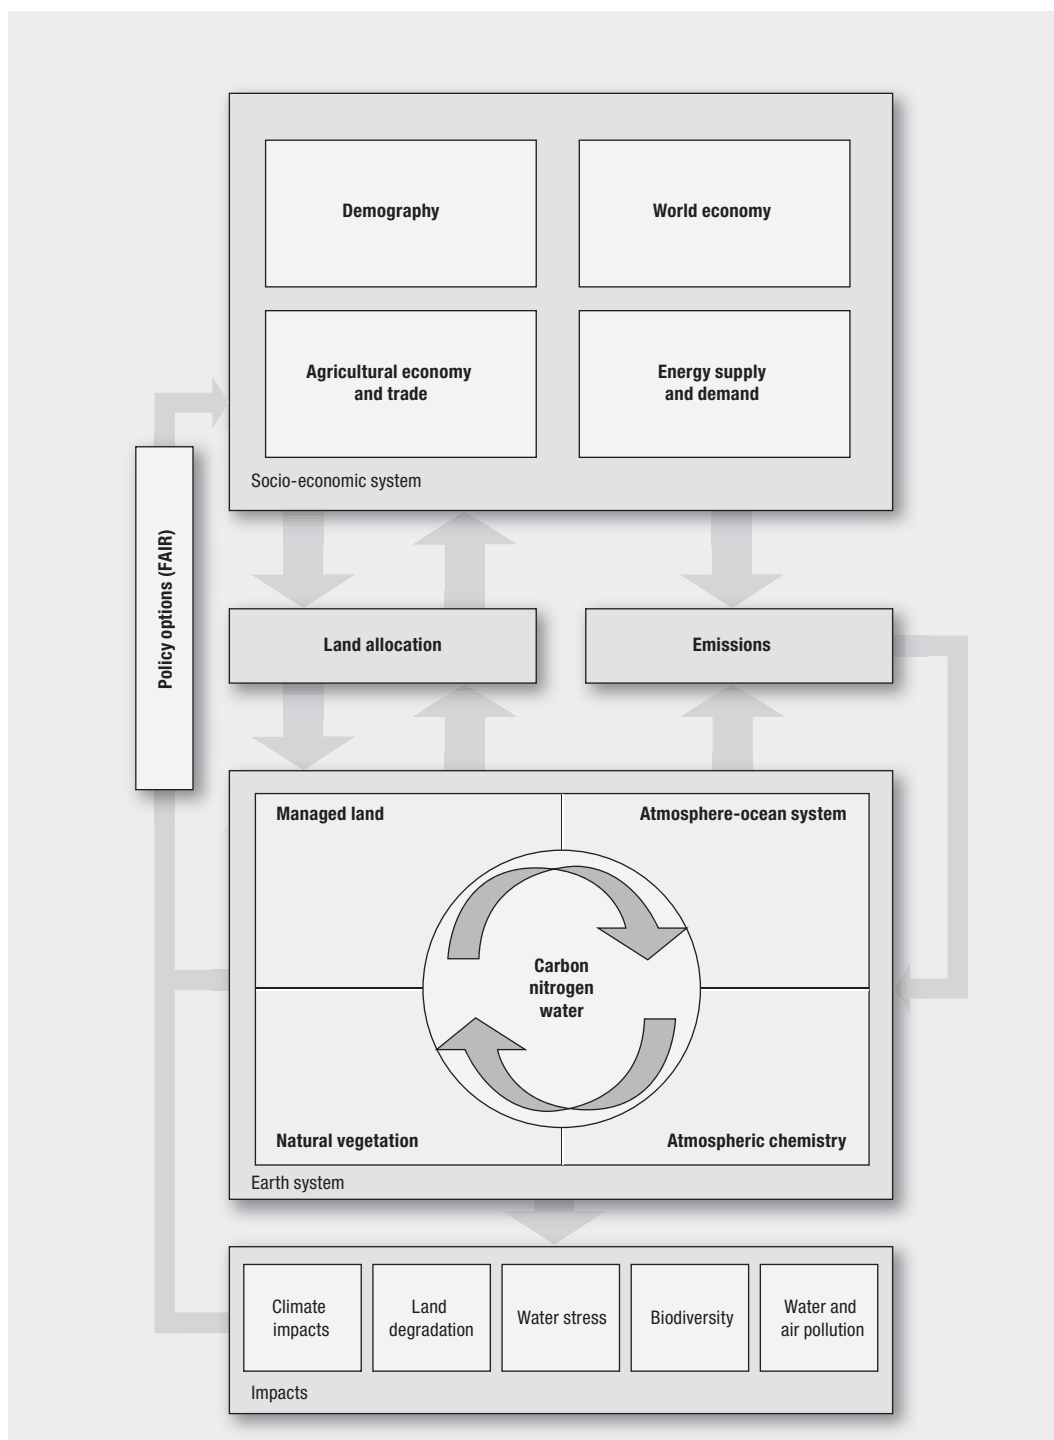 Demography
World economy
Agricultural economy
and trade
Energy supply
and demand
Socio-economic system
Policy options (FAIR)
Land allocation
Emissions
Managed land
Atmosphere-ocean system
Carbon
nitrogen
water
Natural vegetation
Atmospheric chemistry
Earth system
Climate
impacts
Land
degradation
Water stress
Biodiversity
Water and
air pollution
Impacts